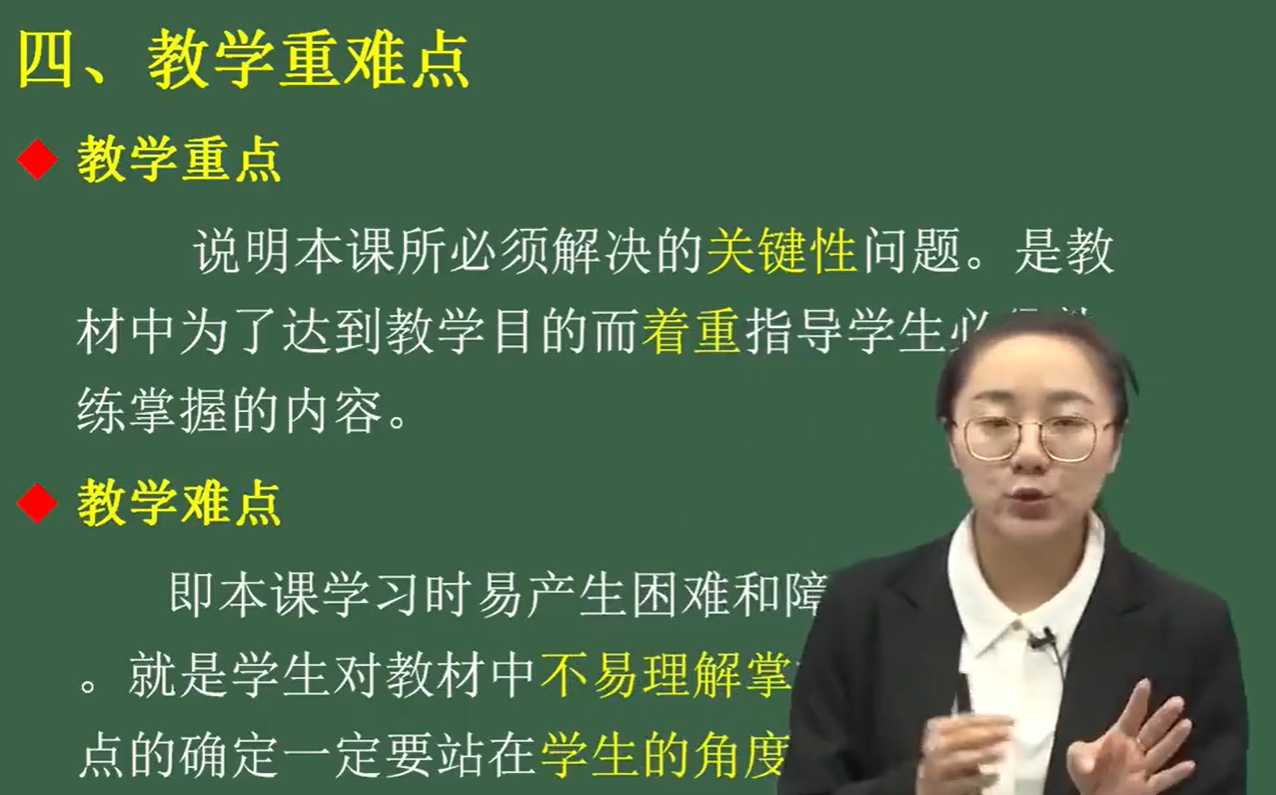 四、教学重难点
教学重点
说明本课所必须解决的关键性问题。是教
材中为了达到教学目的而着重指导学生必
练掌握的内容。
教学难点
即本课学习时易产生困难和障
。就是学生对教材中不易理解掌
点的确定一定要站在学生的角度